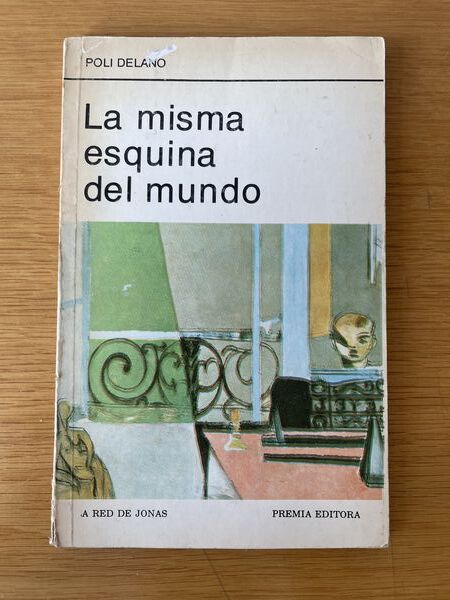 POLI DELANO
La misma
esquina
del mundo
A RED DE JONAS PREMIA EDITORA